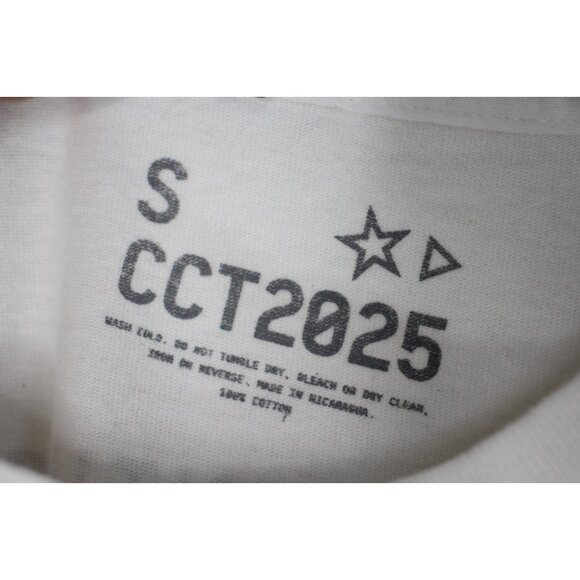 S
CCT2025
WASH COLD. DO NOT TUMBLE DRY. BLEACH OR DRY CLEAN.
IRON ON REVERSE. MADE IN NICARAGUA.
100% COTTON